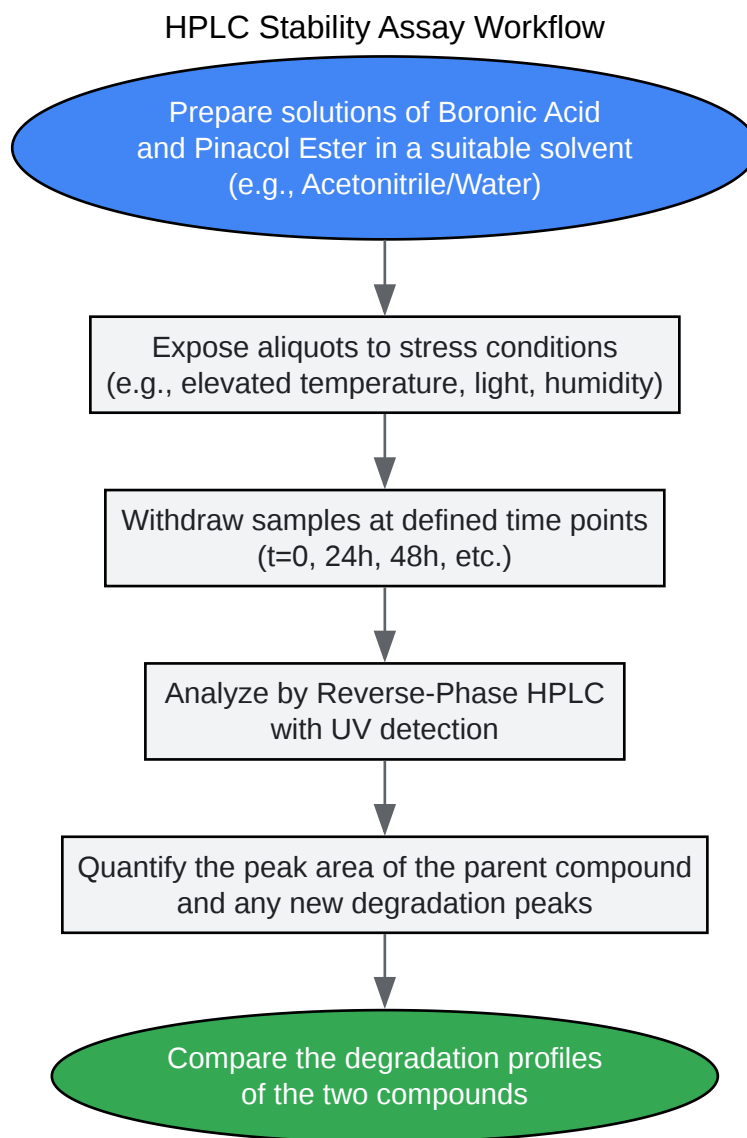 HPLC Stability Assay Workflow
Prepare solutions of Boronic Acid
and Pinacol Ester in a suitable solvent
(e.g., Acetonitrile/Water)
Expose aliquots to stress conditions
(e.g., elevated temperature, light, humidity)
Withdraw samples at defined time points
(t=0, 24h, 48h, etc.)
Analyze by Reverse-Phase HPLC
with UV detection
Quantify the peak area of the parent compound
and any new degradation peaks
Compare the degradation profiles
of the two compounds